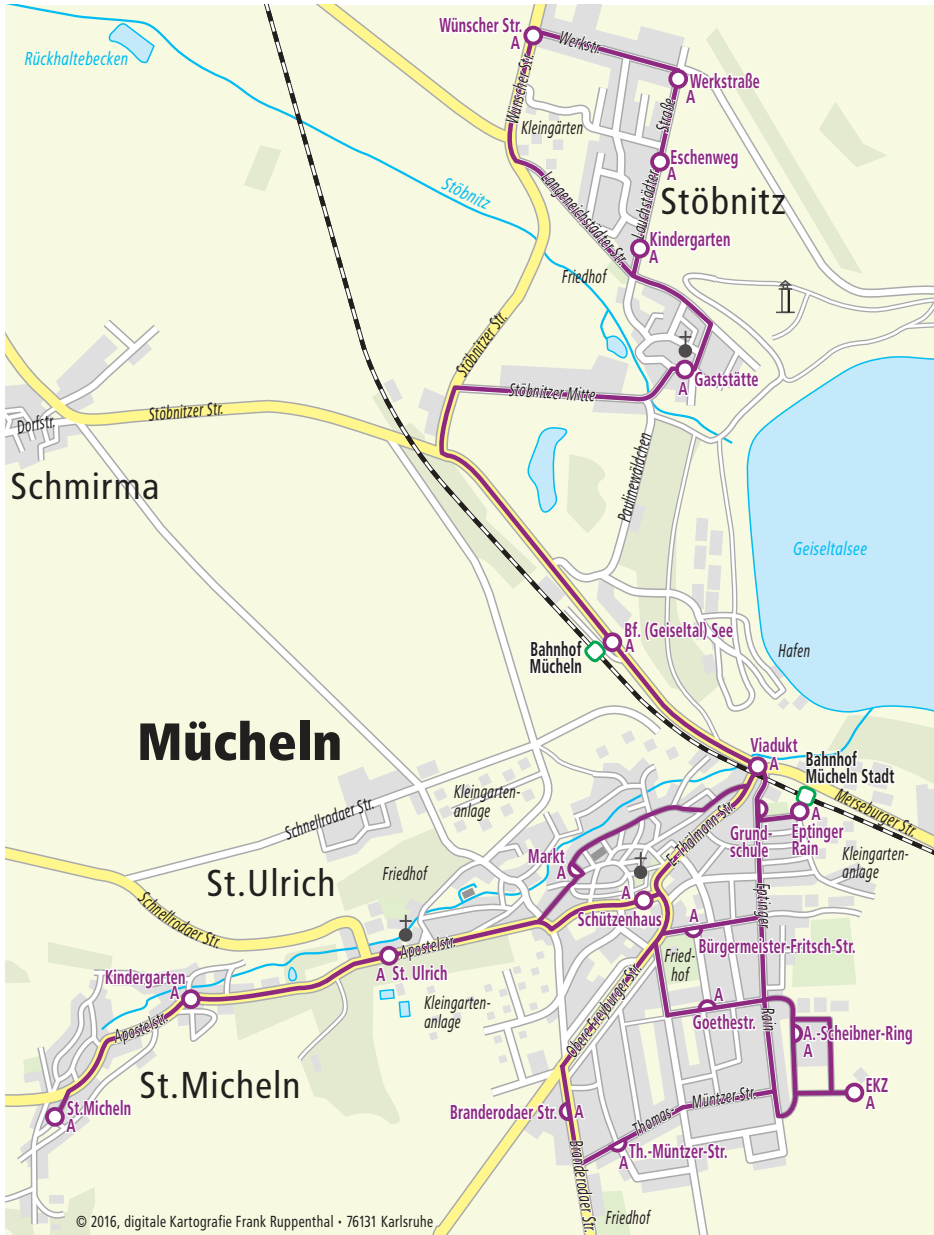 Wünscher Str.
A
Werkstr.
Rückhaltebecken
Wünscher Str.
Werkstraße
A
Kleingärten
Straße
Eschenweg
A
Stöbnitz
Langeneichstädter Str.
Lauchstädter
Stöbnitz
Kindergarten
A
Friedhof
Stöbnitzer Str.
Gaststätte
A
Stöbnitzer Mitte
Stöbnitzer Str.
Dorfstr.
Schmirma
Paulinewäldchen
Geiseltalsee
Bf. (Geiseltal) See
A
Bahnhof
Mücheln
Hafen
Mücheln
Viadukt
A
Bahnhof
Mücheln Stadt
Merseburger Str.
Kleingarten-
anlage
Schnellrodaer Str.
E.-Thälmann-Str.
Grund-
schule
A
Eptinger
Rain
Kleingarten-
anlage
Markt
A
St.Ulrich
Friedhof
A
Schützenhaus
Eptinger
Schnellrodaer Str.
A
Bürgermeister-Fritsch-Str.
Apostelstr.
A St. Ulrich
Fried-
hof
Kindergarten
A
Kleingarten-
anlage
Obere Freyburger Str.
A
Goethestr.
Rain
Apostelstr.
A.-Scheibner-Ring
A
St.Micheln
EKZ
A
St.Micheln
A
Branderodaer Str.
A
Thomas-
Müntzer-Str.
Th.-Müntzer-Str.
A
Branderodaer Str.
Friedhof
© 2016, digitale Kartografie Frank Ruppenthal · 76131 Karlsruhe